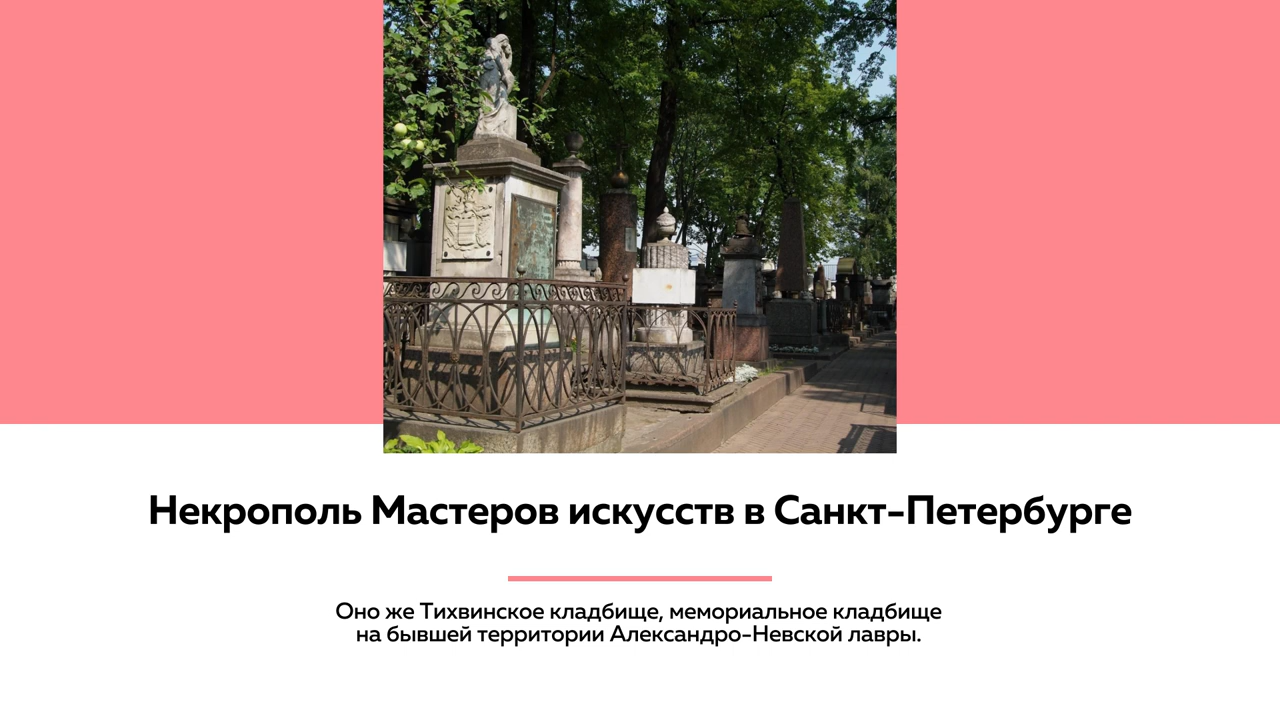 Некрополь Мастеров искусств в Санкт-Петербурге
Оно же Тихвинское кладбище, мемориальное кладбище
на бывшей территории Александро-Невской лавры.